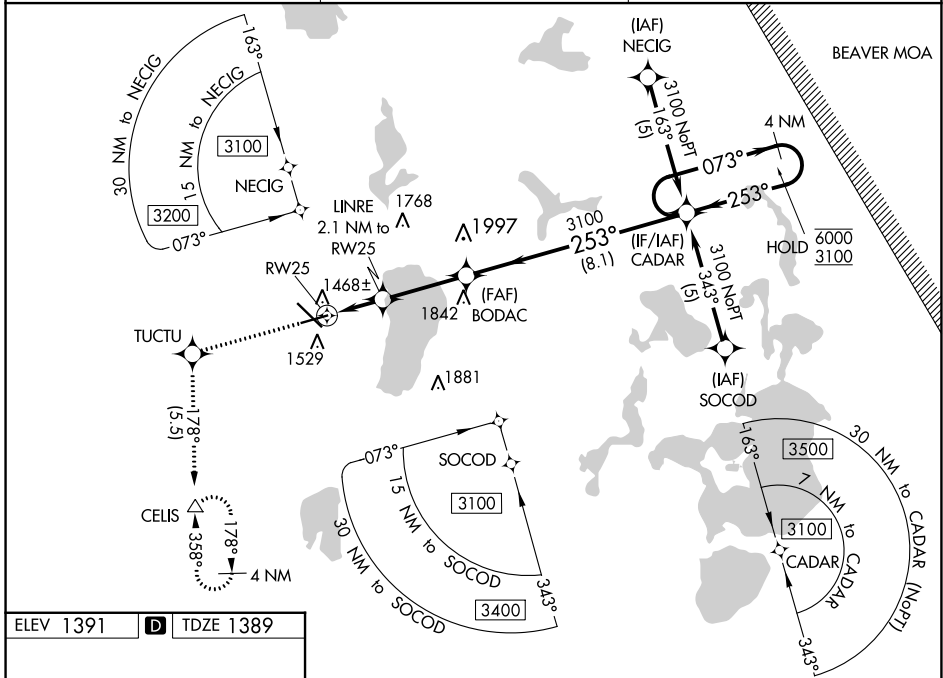 (IAF)
NECIG
BEAVER MOA
163°
30 NM to NECIG
15 NM to NECIG
3100
NECIG
3200
073°
3100 NoPT
163°
(5)
4 NM
073°
253°
HOLD 6000
3100
LINRE
2.1 NM to
RW25
1768
1997
3100
253°
(8.1)
(IF/IAF)
CADAR
RW25
1468±
1842
(FAF)
BODAC
3100 NoPT
343°
(5)
TUCTU
1529
1881
(IAF)
SOCOD
178°
(5.5)
CELIS
178°
358°
4 NM
073°
SOCOD
15 NM to SOCOD
3100
30 NM to SOCOD
3400
343°
163°
3500
30 NM to CADAR (NoPT)
7 NM to CADAR
3100
CADAR
343°
ELEV 1391 D TDZE 1389